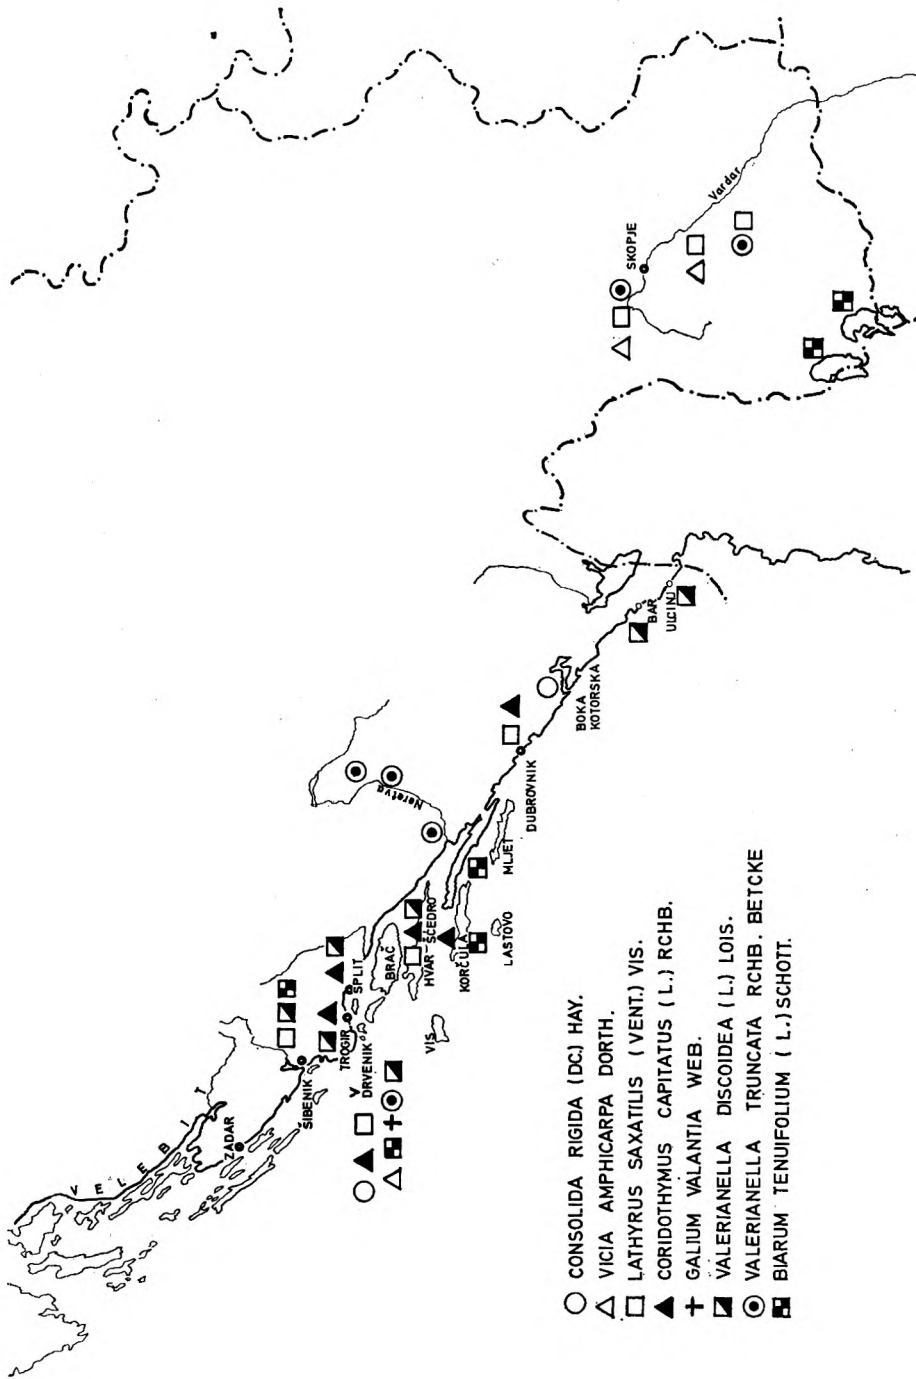 VELEBIT
ZADAR
ŠIBENIK
TROGIR
SPLIT
V DRVENIK
BRAČ
HVAR
ŠĆEDRO
VIS
KORČULA
LASTOVO
MLJET
Neretva
DUBROVNIK
BOKA
KOTORSKA
BAR
ULCINJ
SKOPJE
Vardar
CONSOLIDA RIGIDA (DC.) HAY.
VICIA AMPHICARPA DORTH.
LATHYRUS SAXATILIS (VENT.) VIS.
CORIDOTHYMUS CAPITATUS (L.) RCHB.
GALIUM VALANTIA WEB.
VALERIANELLA DISCOIDEA (L.) LOIS.
VALERIANELLA TRUNCATA RCHB. BETCKE
BIARUM TENUIFOLIUM (L.) SCHOTT.